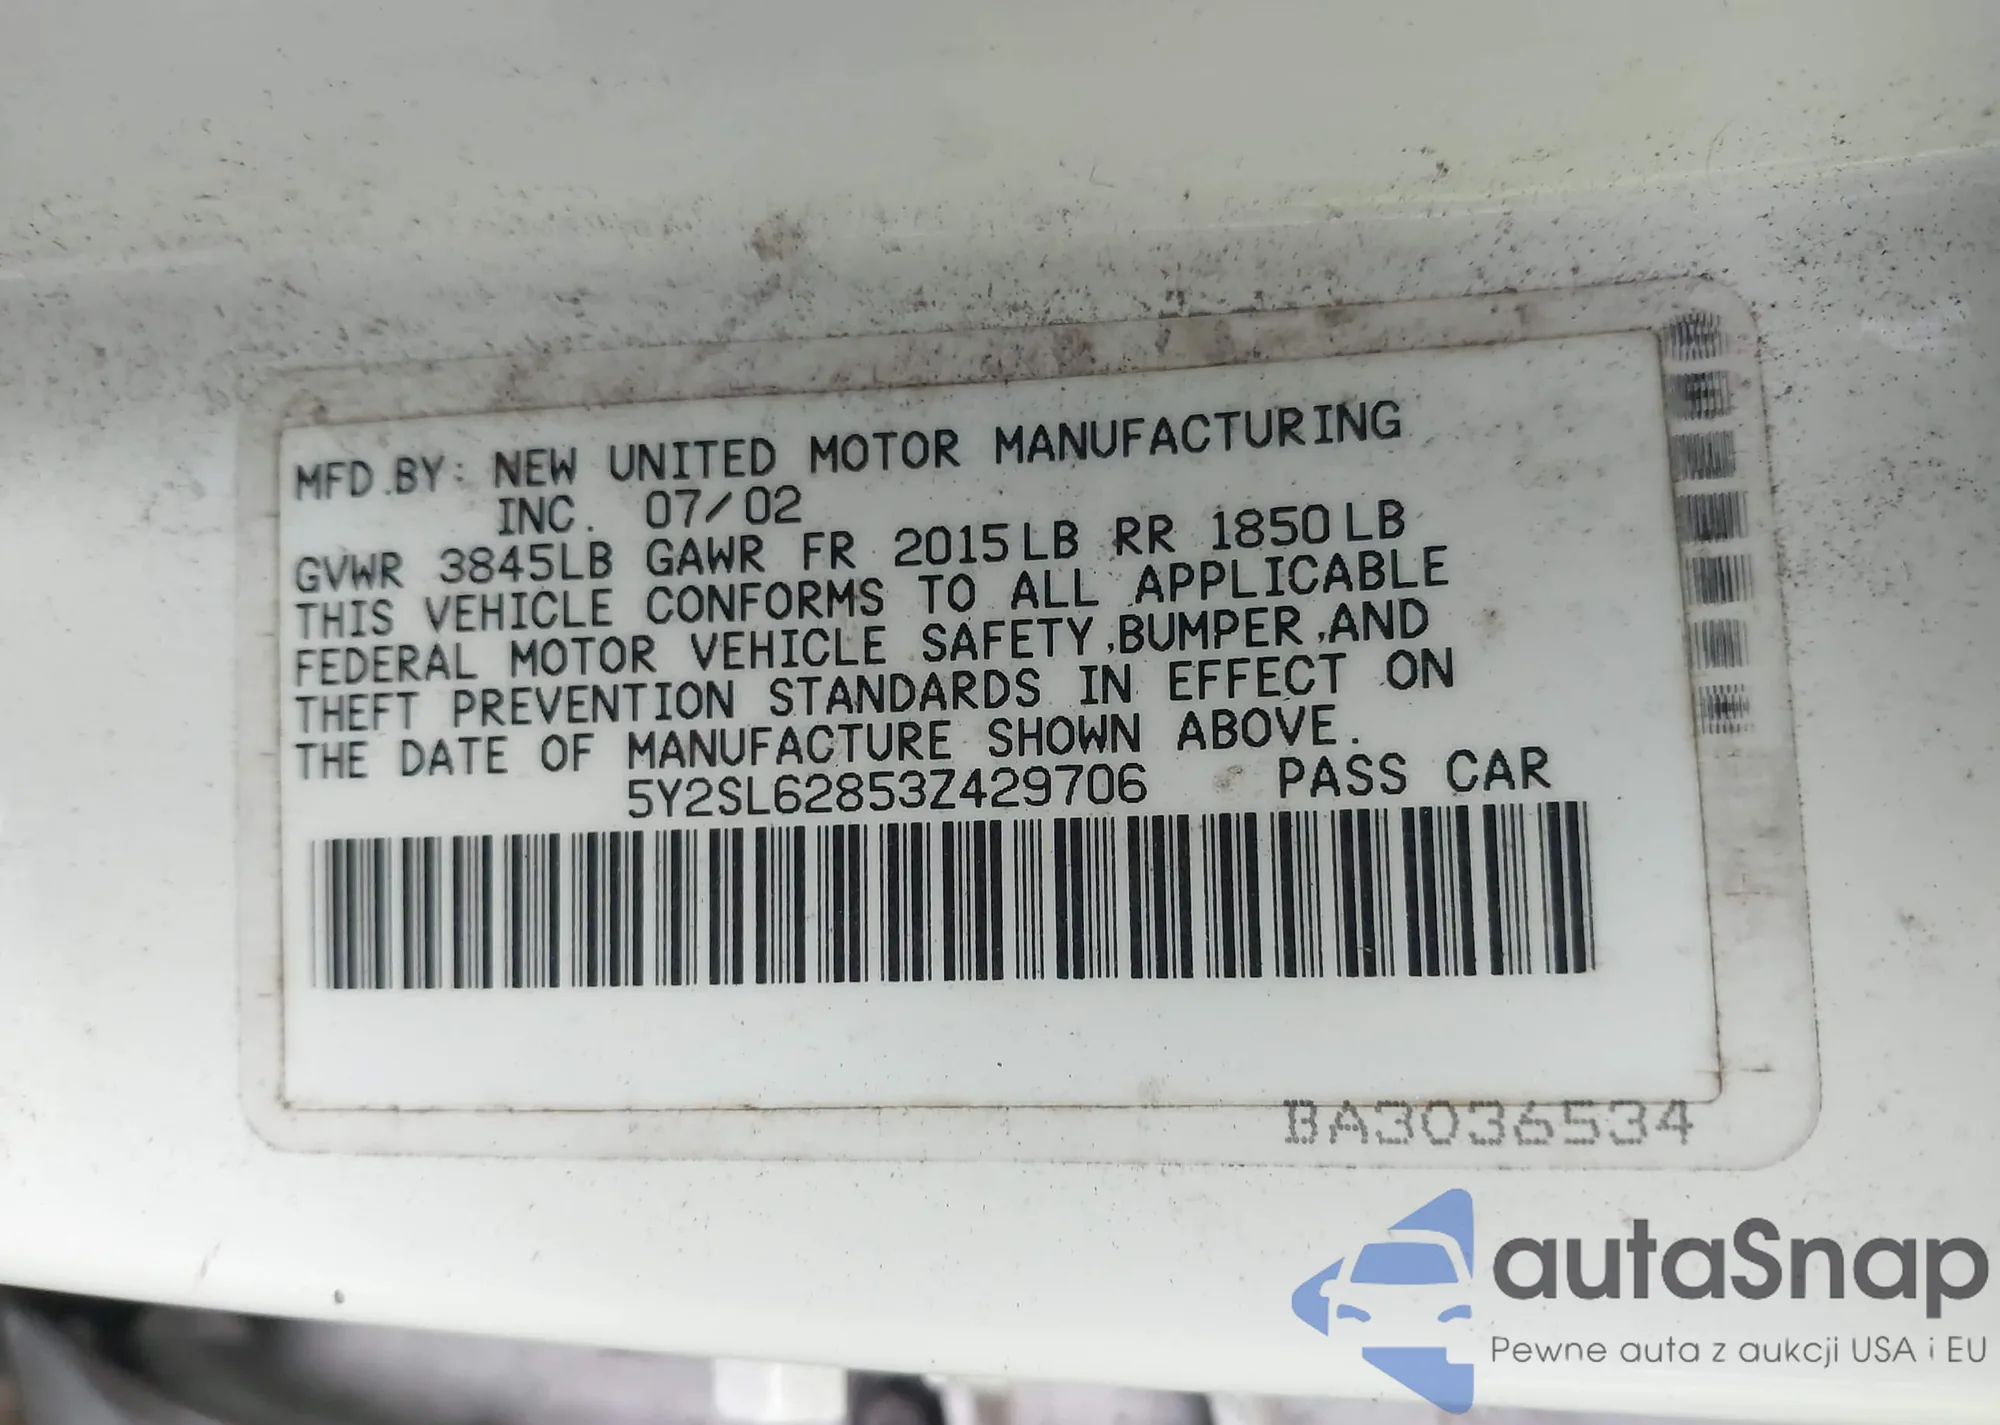 MFD.BY: NEW UNITED MOTOR MANUFACTURING
INC. 07/02
GVWR 3845LB GAWR FR 2015LB RR 1850LB
THIS VEHICLE CONFORMS TO ALL APPLICABLE
FEDERAL MOTOR VEHICLE SAFETY,BUMPER,AND
THEFT PREVENTION STANDARDS IN EFFECT ON
THE DATE OF MANUFACTURE SHOWN ABOVE.
5Y2SL62853Z429706 PASS CAR
BA3036534
autaSnap
Pewne auta z aukcji USA i EU